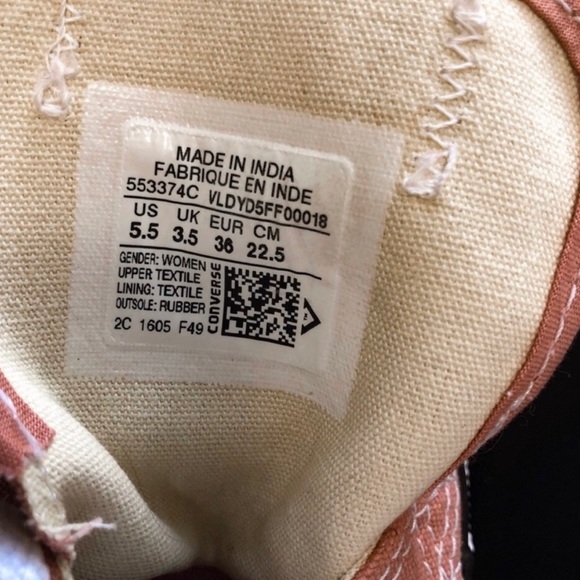 MADE IN INDIA
FABRIQUE EN INDE
553374C VLDYD5FF00018
US UK EUR CM
5.5 3.5 36 22.5
GENDER: WOMEN
UPPER: TEXTILE
LINING: TEXTILE
OUTSOLE: RUBBER
2C 1605 F49
CONVERSE